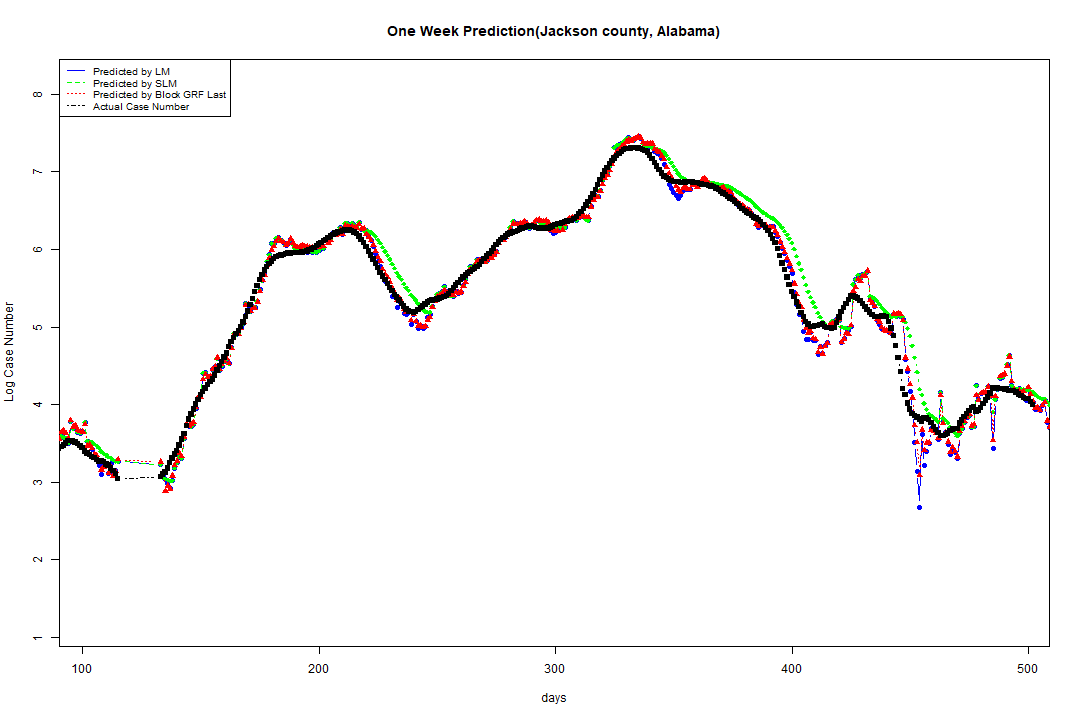 One Week Prediction(Jackson county, Alabama)
Predicted by LM
Predicted by SLM
Predicted by Block GRF Last
Actual Case Number
8
7
6
5
4
3
2
1
Log Case Number
100 200 300 400 500
days